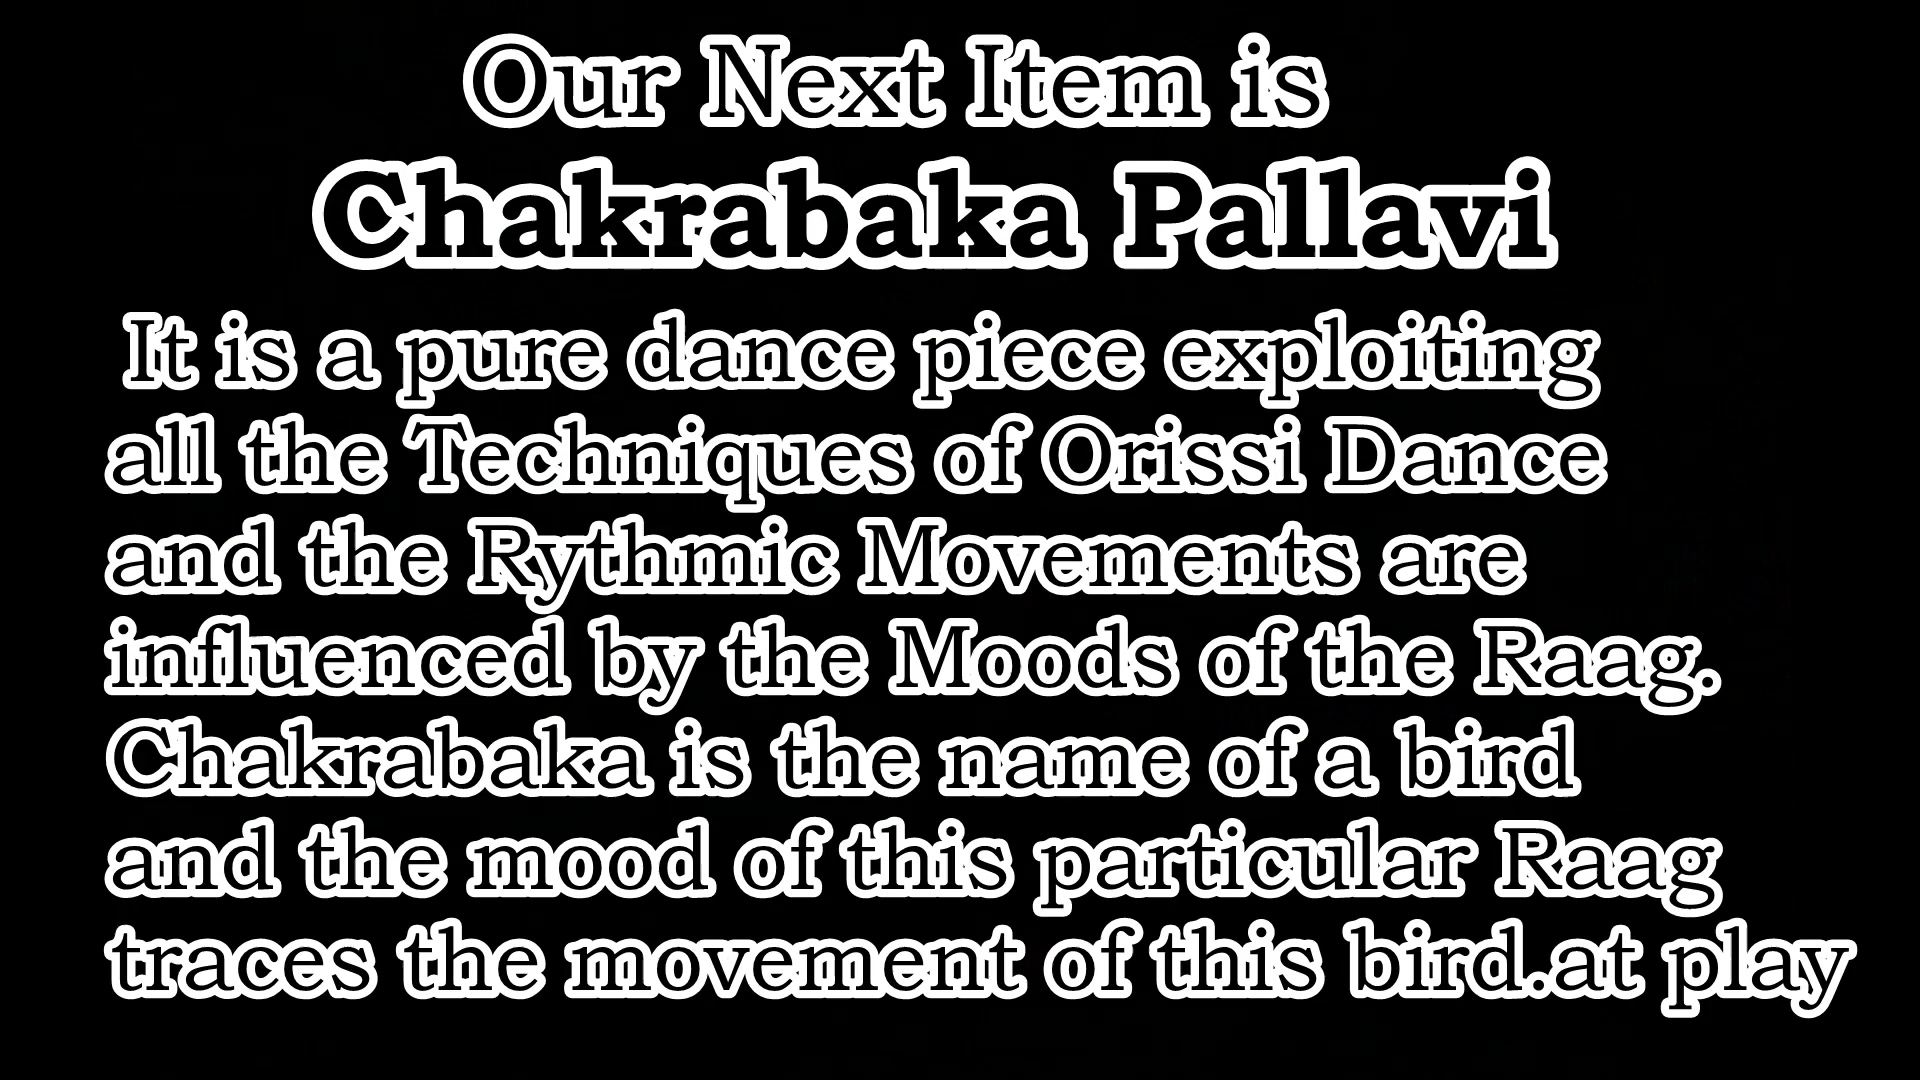 Our Next Item is
Chakrabaka Pallavi
It is a pure dance piece exploiting
all the Techniques of Orissi Dance
and the Rythmic Movements are
influenced by the Moods of the Raag.
Chakrabaka is the name of a bird
and the mood of this particular Raag
traces the movement of this bird.at play